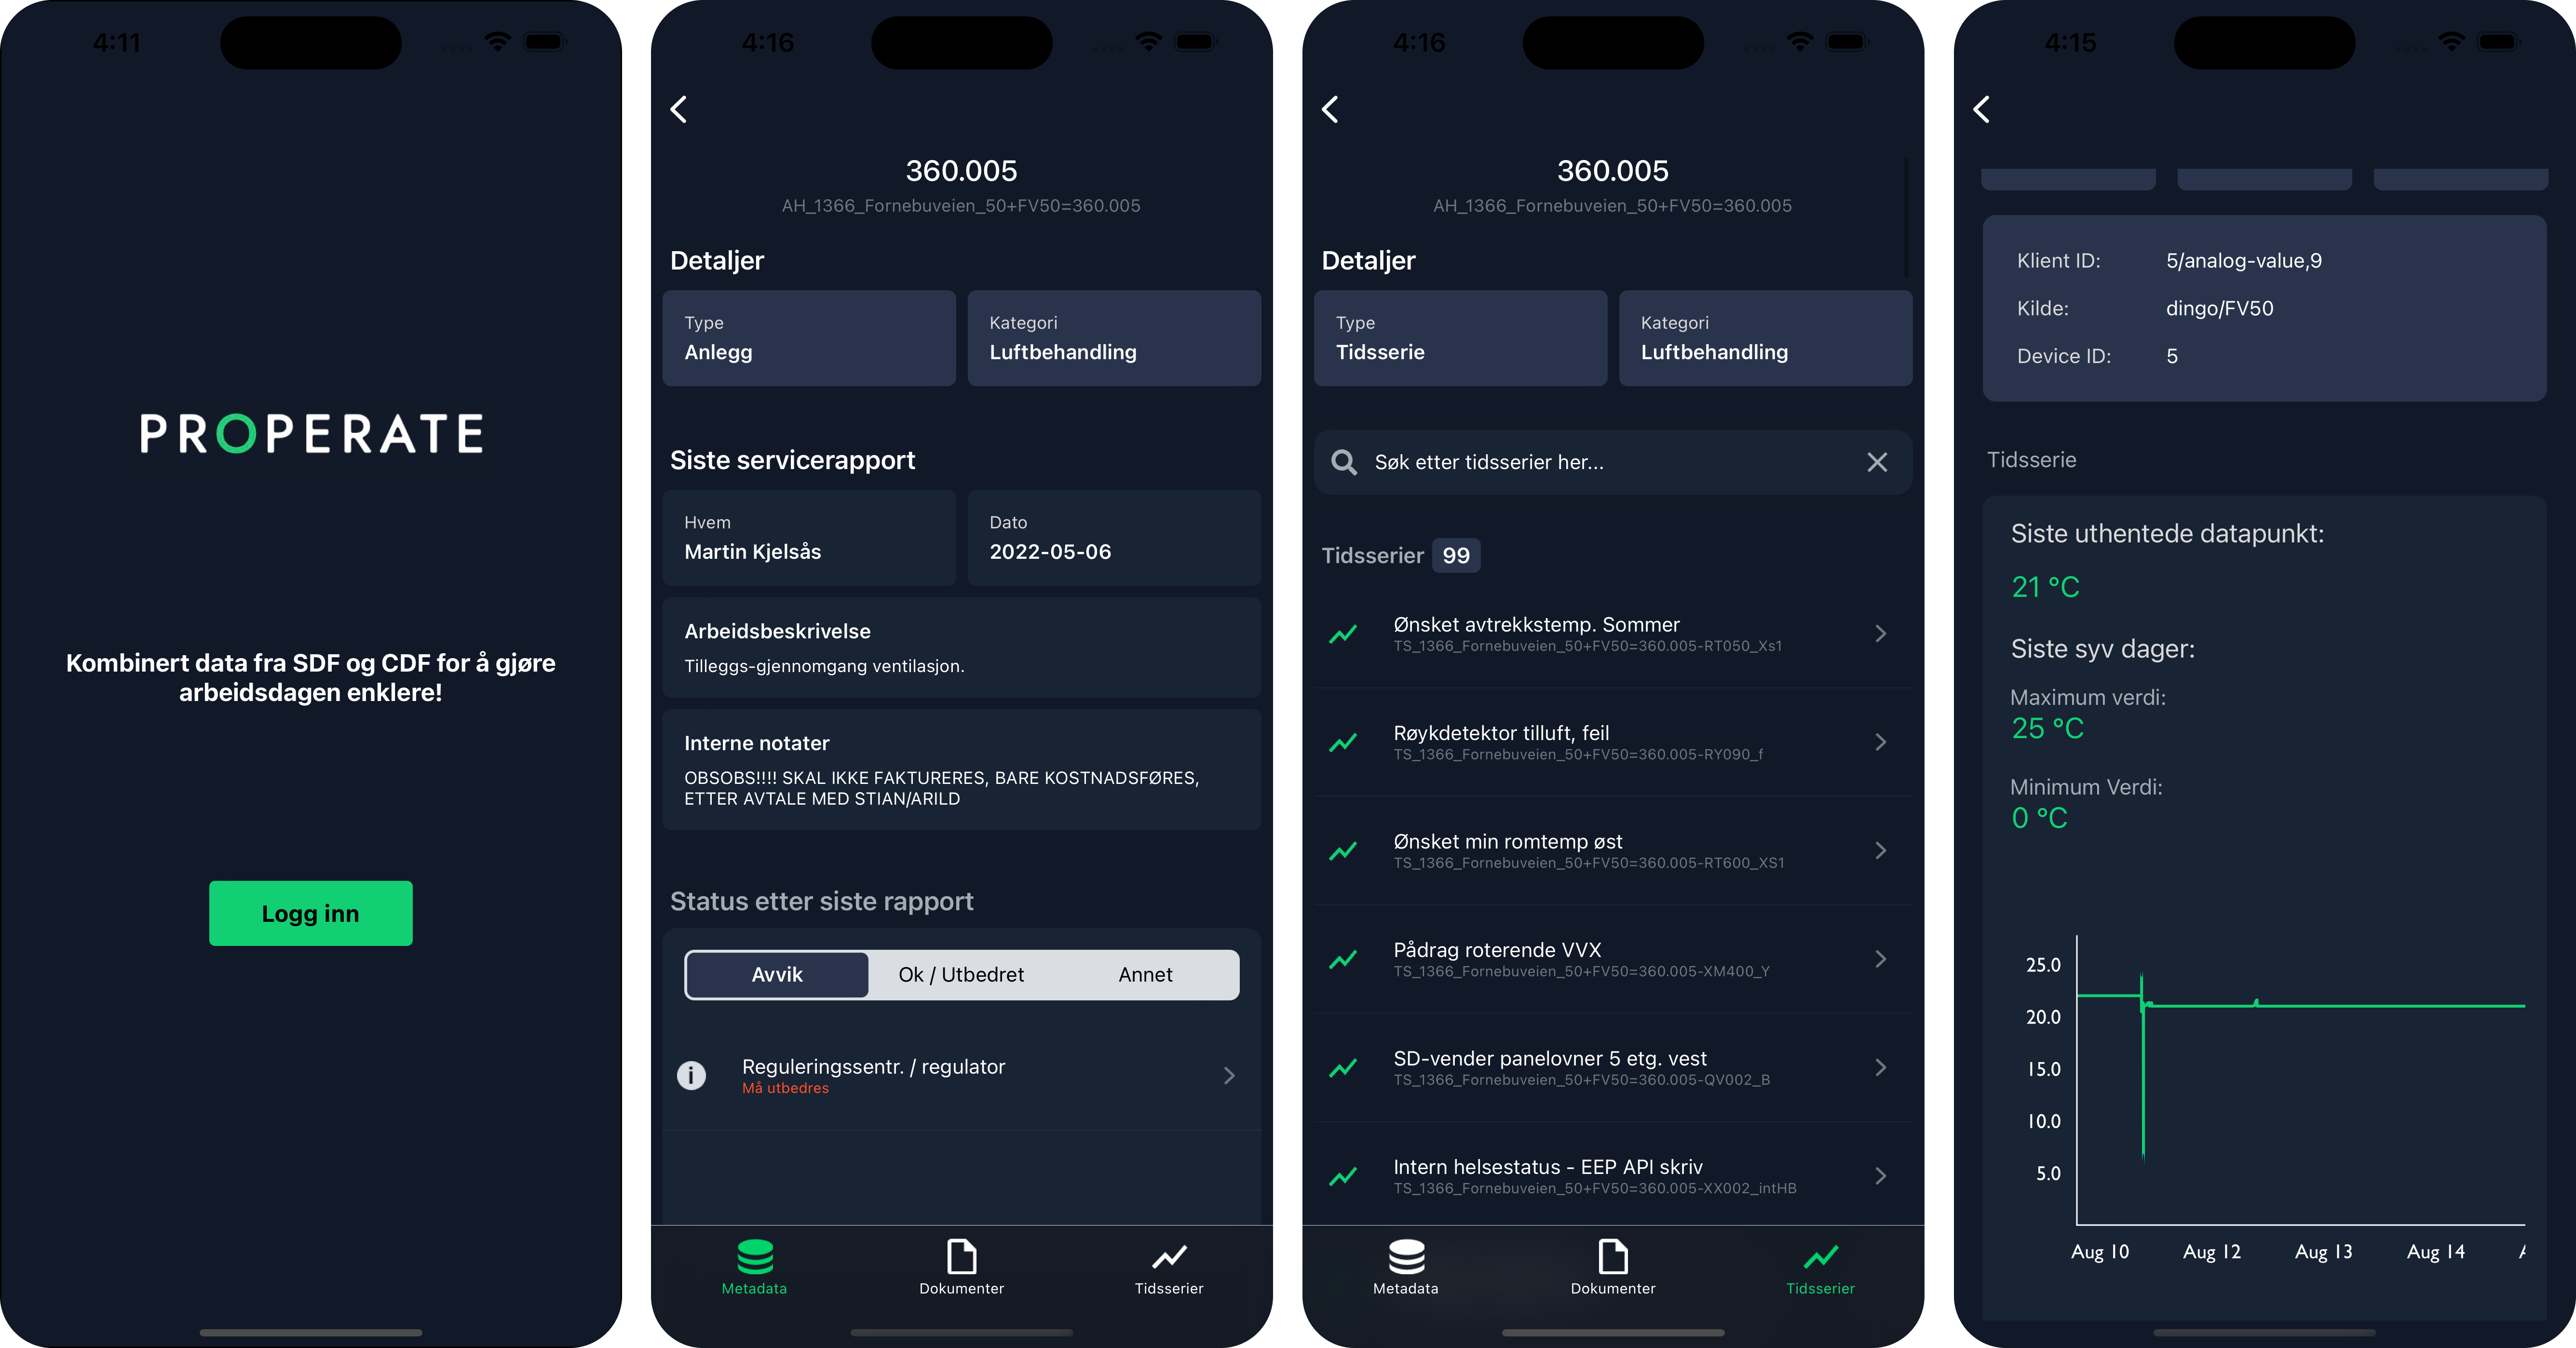 4:11
PROPERATE
Kombinert data fra SDF og CDF for å gjøre
arbeidsdagen enklere!
Logg inn
4:16
360.005
AH_1366_Fornebuveien_50+FV50=360.005
Detaljer
Type
Anlegg
Kategori
Luftbehandling
Siste servicerapport
Hvem
Martin Kjelsås
Dato
2022-05-06
Arbeidsbeskrivelse
Tilleggs-gjennomgang ventilasjon.
Interne notater
OBSOBS!!!! SKAL IKKE FAKTURERES, BARE KOSTNADSFØRES,
ETTER AVTALE MED STIAN/ARILD
Status etter siste rapport
Avvik
Ok / Utbedret
Annet
Reguleringssentr. / regulator
Må utbedres
Metadata
Dokumenter
Tidsserier
4:16
360.005
AH_1366_Fornebuveien_50+FV50=360.005
Detaljer
Type
Tidsserie
Kategori
Luftbehandling
Søk etter tidsserier her...
Tidsserier 99
Ønsket avtrekkstemp. Sommer
TS_1366_Fornebuveien_50+FV50=360.005-RT050_Xs1
Røykdetektor tilluft, feil
TS_1366_Fornebuveien_50+FV50=360.005-RY090_f
Ønsket min romtemp øst
TS_1366_Fornebuveien_50+FV50=360.005-RT600_XS1
Pådrag roterende VVX
TS_1366_Fornebuveien_50+FV50=360.005-XM400_Y
SD-vender panelovner 5 etg. vest
TS_1366_Fornebuveien_50+FV50=360.005-QV002_B
Intern helsestatus - EEP API skriv
TS_1366_Fornebuveien_50+FV50=360.005-XX002_intHB
Metadata
Dokumenter
Tidsserier
4:15
Klient ID: 5/analog-value,9
Kilde: dingo/FV50
Device ID: 5
Tidsserie
Siste uthentede datapunkt:
21 °C
Siste syv dager:
Maximum verdi:
25 °C
Minimum Verdi:
0 °C
25.0
20.0
15.0
10.0
5.0
Aug 10 Aug 12 Aug 13 Aug 14